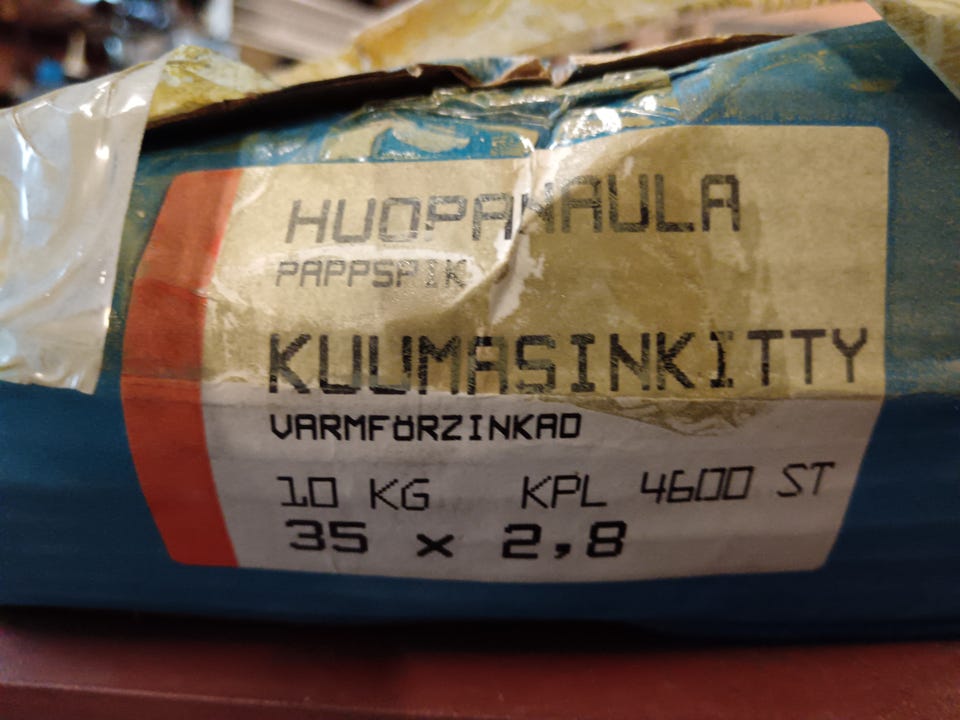 HUOPANAULA
PAPPSPIK
KUUMASINKITTY
VARMFÖRZINKAD
10 KG KPL 4600 ST
35 x 2,8